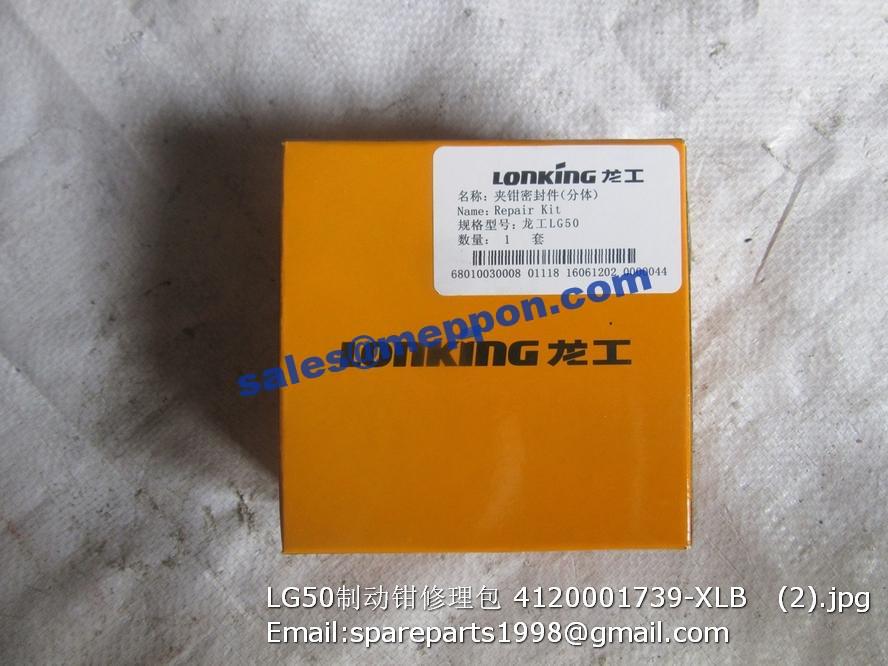 LONKING 龙工
名称：夹钳密封件(分体)
Name：Repair Kit
规格型号：龙工LG50
数量： 1 套
68010030008 01118 16061202 0000044
sales@meppon.com
LONKING 龙工
LG50制动钳修理包 4120001739-XLB (2).jpg
Email:spareparts1998@gmail.com